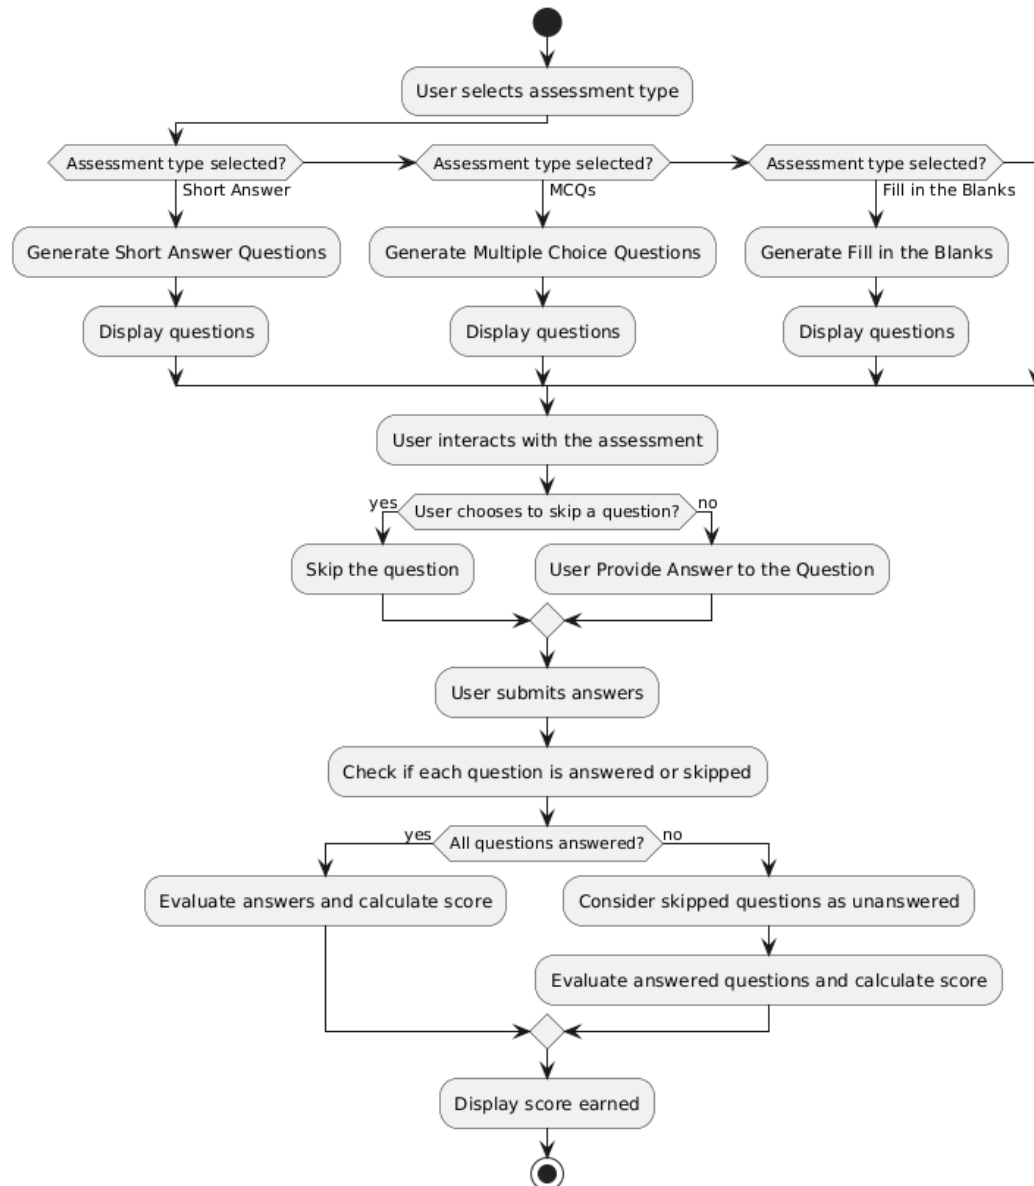 User selects assessment type
Assessment type selected?
Assessment type selected?
Assessment type selected?
Short Answer
MCQs
Fill in the Blanks
Generate Short Answer Questions
Generate Multiple Choice Questions
Generate Fill in the Blanks
Display questions
Display questions
Display questions
User interacts with the assessment
yes
User chooses to skip a question?
no
Skip the question
User Provide Answer to the Question
User submits answers
Check if each question is answered or skipped
yes
All questions answered?
no
Evaluate answers and calculate score
Consider skipped questions as unanswered
Evaluate answered questions and calculate score
Display score earned